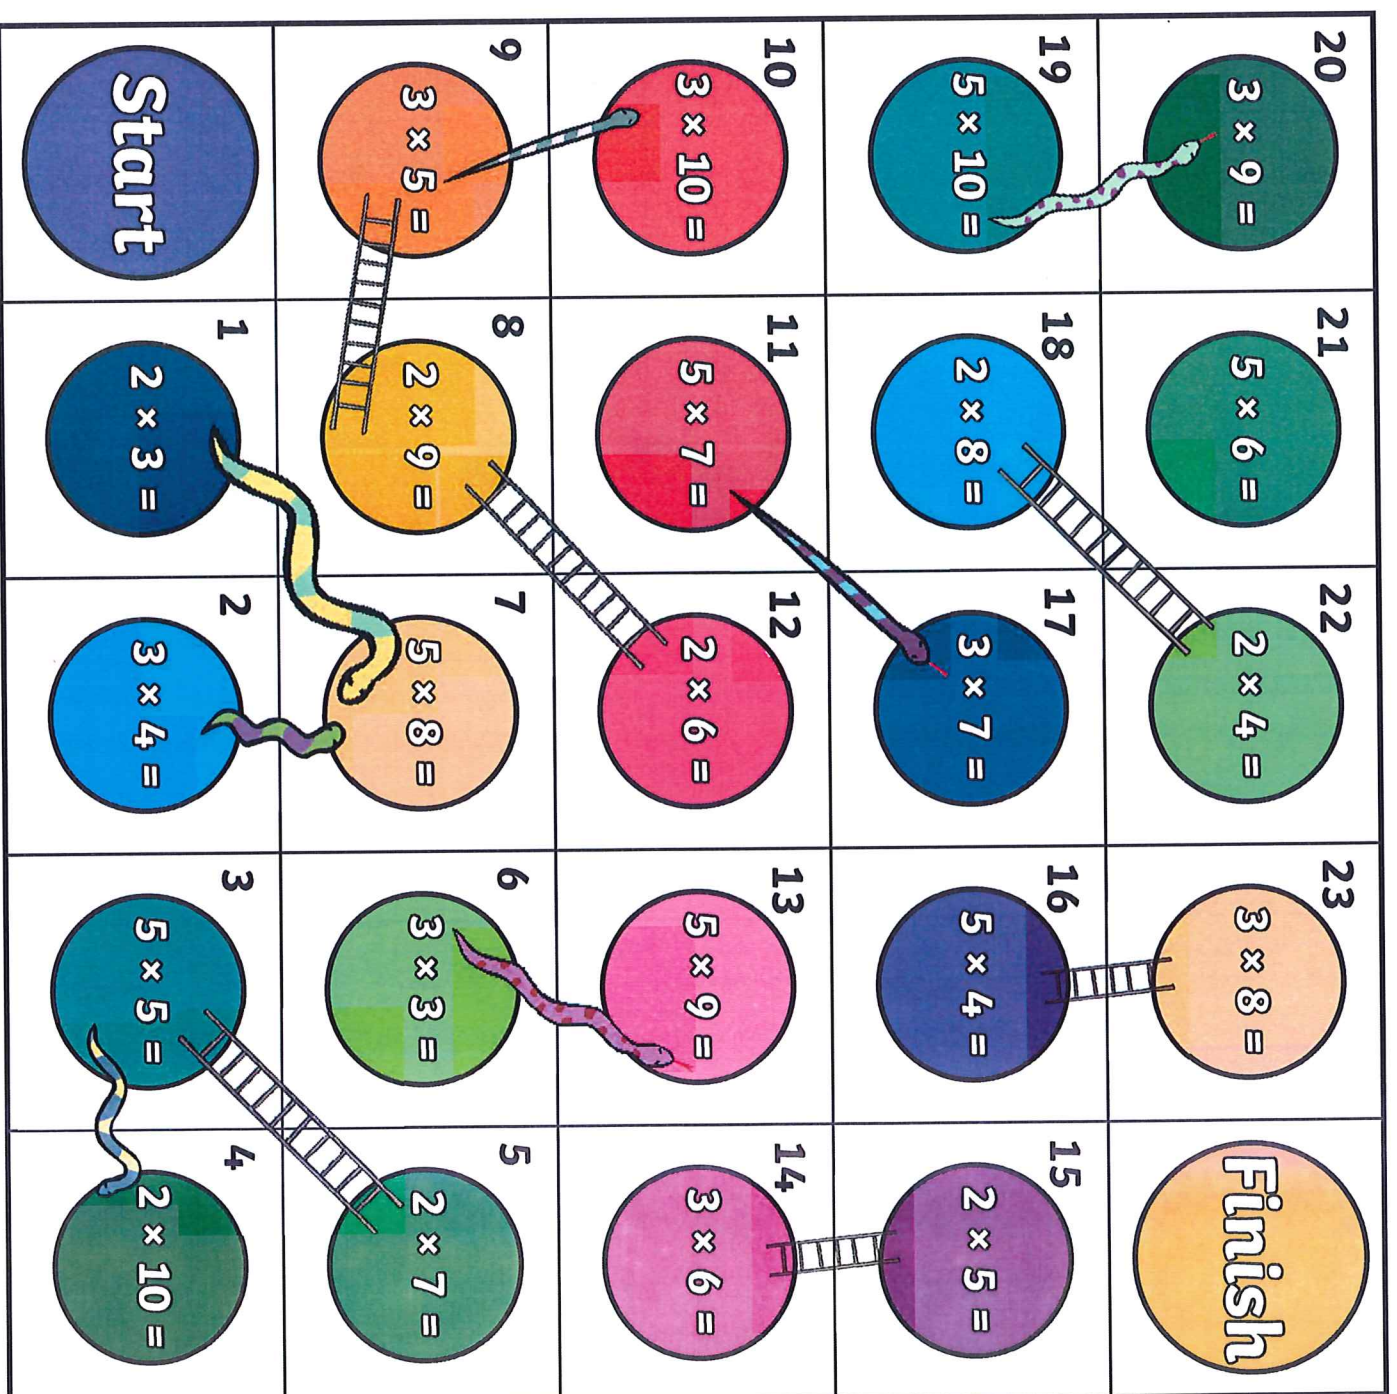 20
3 × 9 =
21
5 × 6 =
22
2 × 4 =
23
3 × 8 =
Finish
19
5 × 10 =
18
2 × 8 =
17
3 × 7 =
16
5 × 4 =
15
2 × 5 =
10
3 × 10 =
11
5 × 7 =
12
2 × 6 =
13
5 × 9 =
14
3 × 6 =
9
3 × 5 =
8
2 × 9 =
7
5 × 8 =
6
3 × 3 =
5
2 × 7 =
Start
1
2 × 3 =
2
3 × 4 =
3
5 × 5 =
4
2 × 10 =